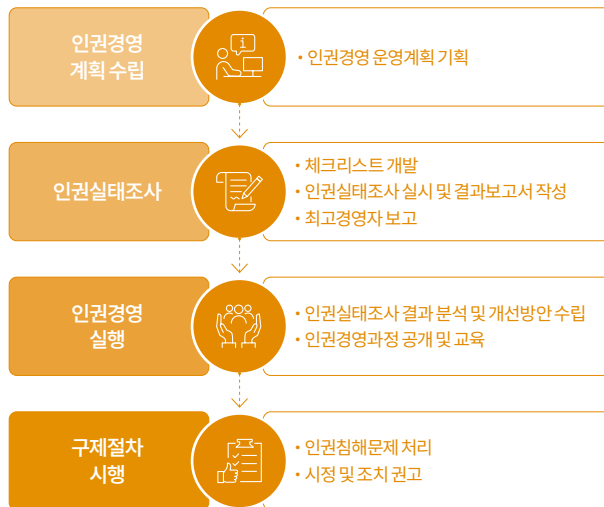 인권경영
계획 수립
• 인권경영 운영계획 기획
인권실태조사
• 체크리스트 개발
• 인권실태조사 실시 및 결과보고서 작성
• 최고경영자 보고
인권경영
실행
• 인권실태조사 결과 분석 및 개선방안 수립
• 인권경영과정 공개 및 교육
구제절차
시행
• 인권침해문제 처리
• 시정 및 조치 권고